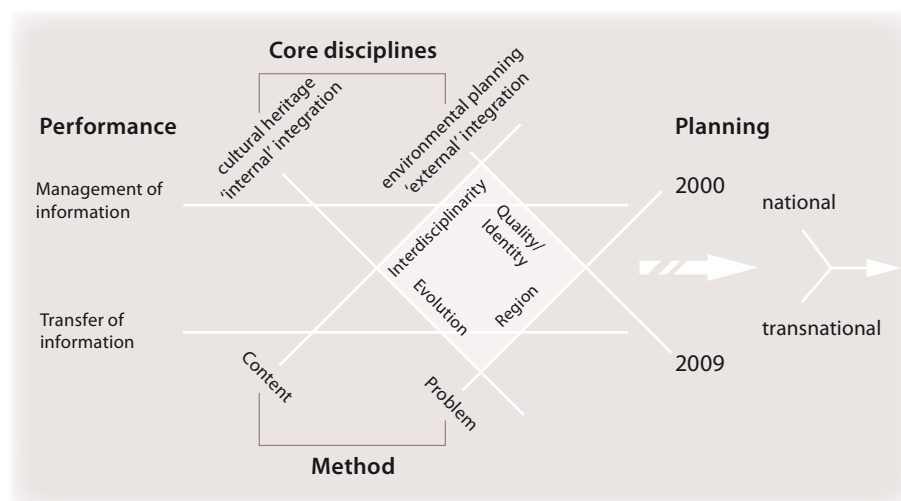 Core disciplines
cultural heritage
‘internal’ integration
environmental planning
‘external’ integration
Performance
Planning
Management of
information
2000
national
Interdisciplinarity
Quality/
Identity
Evolution
Region
Transfer of
information
transnational
2009
Content
Problem
Method